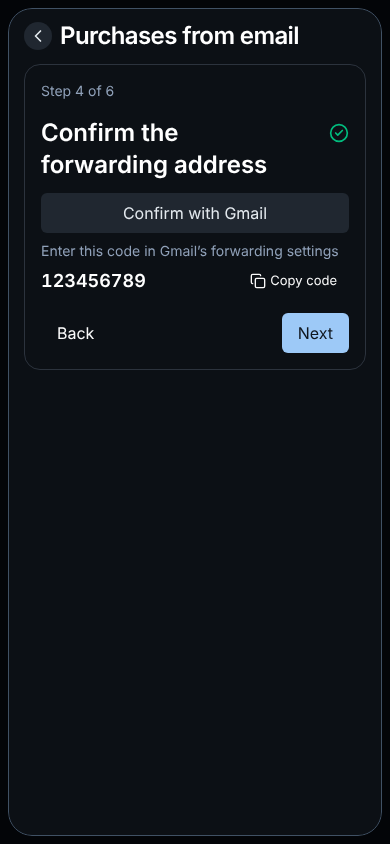 Purchases from email
Step 4 of 6
Confirm the
forwarding address
Confirm with Gmail
Enter this code in Gmail’s forwarding settings
123456789
Copy code
Back
Next